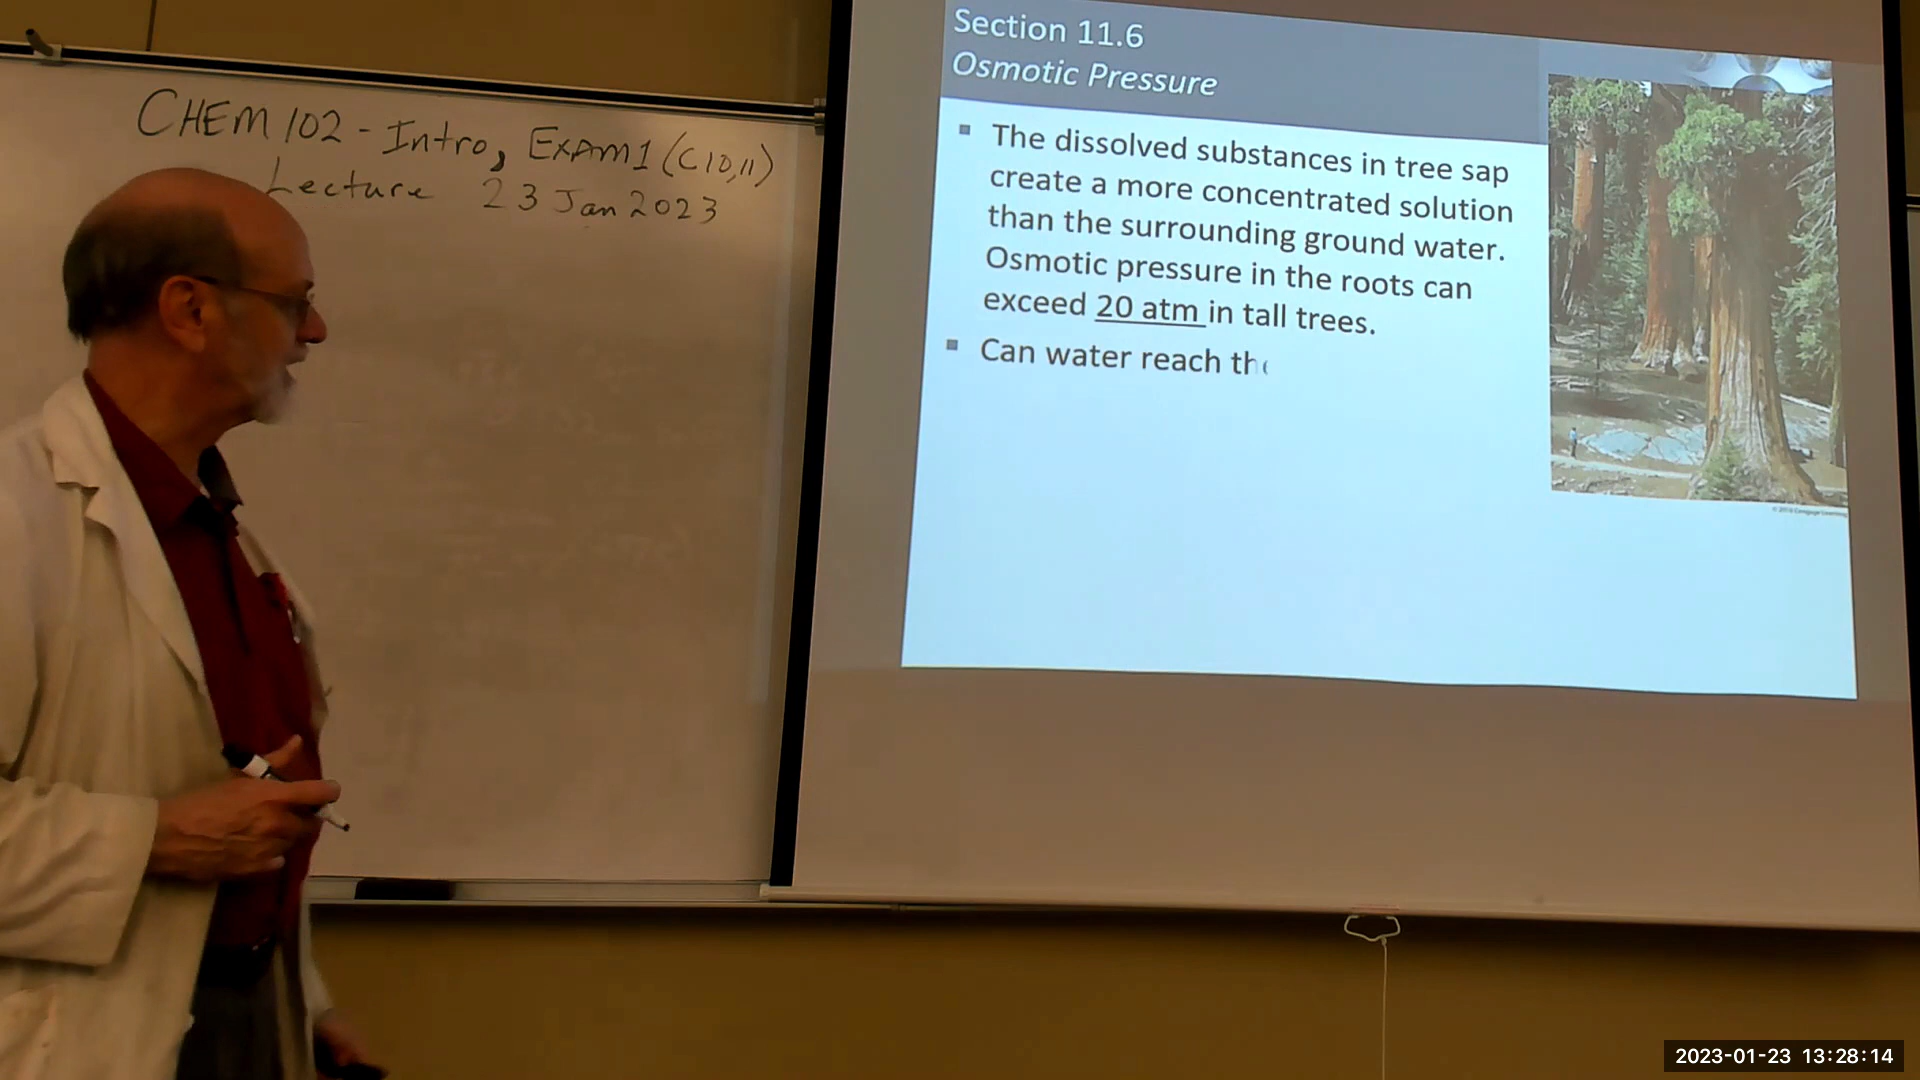 CHEM 102 - Intro, EXAM 1 (C10,11)
Lecture 23 Jan 2023
Section 11.6
Osmotic Pressure
▪ The dissolved substances in tree sap
create a more concentrated solution
than the surrounding ground water.
Osmotic pressure in the roots can
exceed 20 atm in tall trees.
▪ Can water reach the
2023-01-23 13:28:14